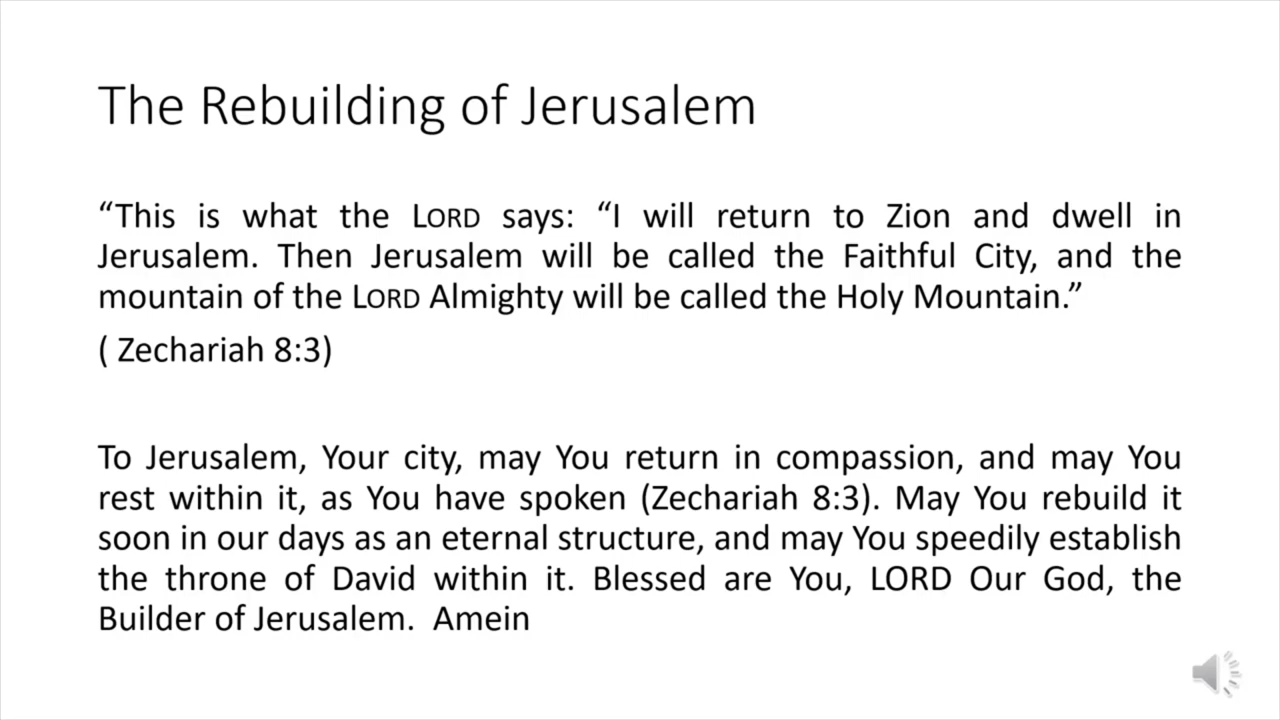 The Rebuilding of Jerusalem
“This is what the LORD says: “I will return to Zion and dwell in
Jerusalem. Then Jerusalem will be called the Faithful City, and the
mountain of the LORD Almighty will be called the Holy Mountain.”
( Zechariah 8:3)
To Jerusalem, Your city, may You return in compassion, and may You
rest within it, as You have spoken (Zechariah 8:3). May You rebuild it
soon in our days as an eternal structure, and may You speedily establish
the throne of David within it. Blessed are You, LORD Our God, the
Builder of Jerusalem.  Amein